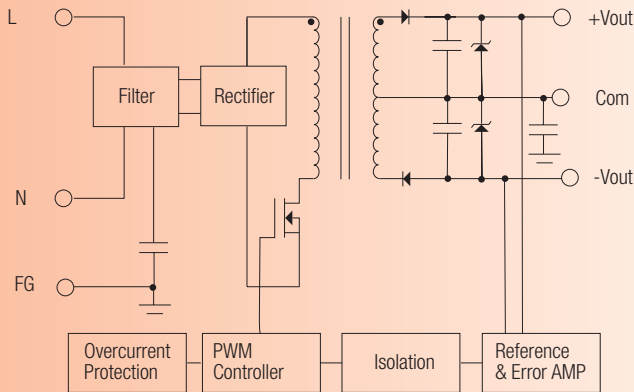 L
+Vout
Filter
Rectifier
Com
N
-Vout
FG
Overcurrent
Protection
PWM
Controller
Isolation
Reference
& Error AMP